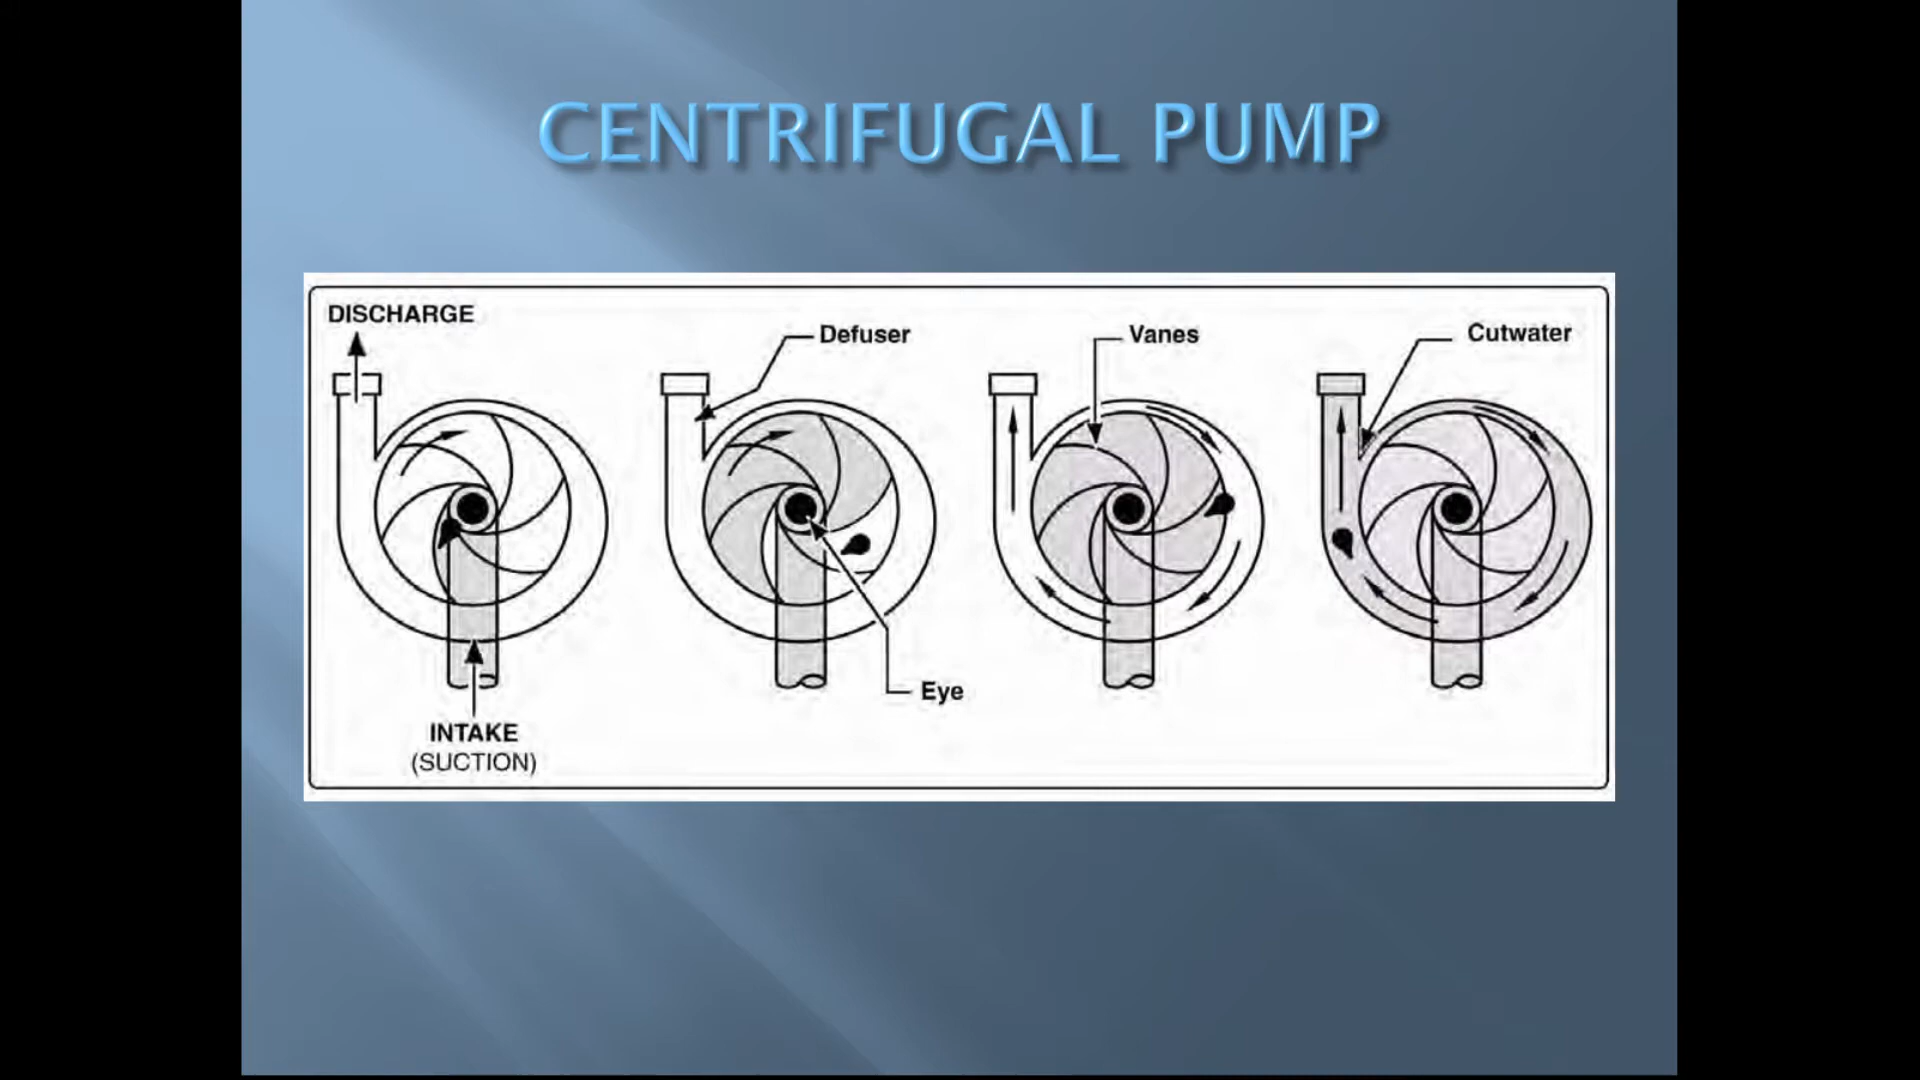 CENTRIFUGAL PUMP
DISCHARGE
Defuser
Vanes
Cutwater
Eye
INTAKE
(SUCTION)